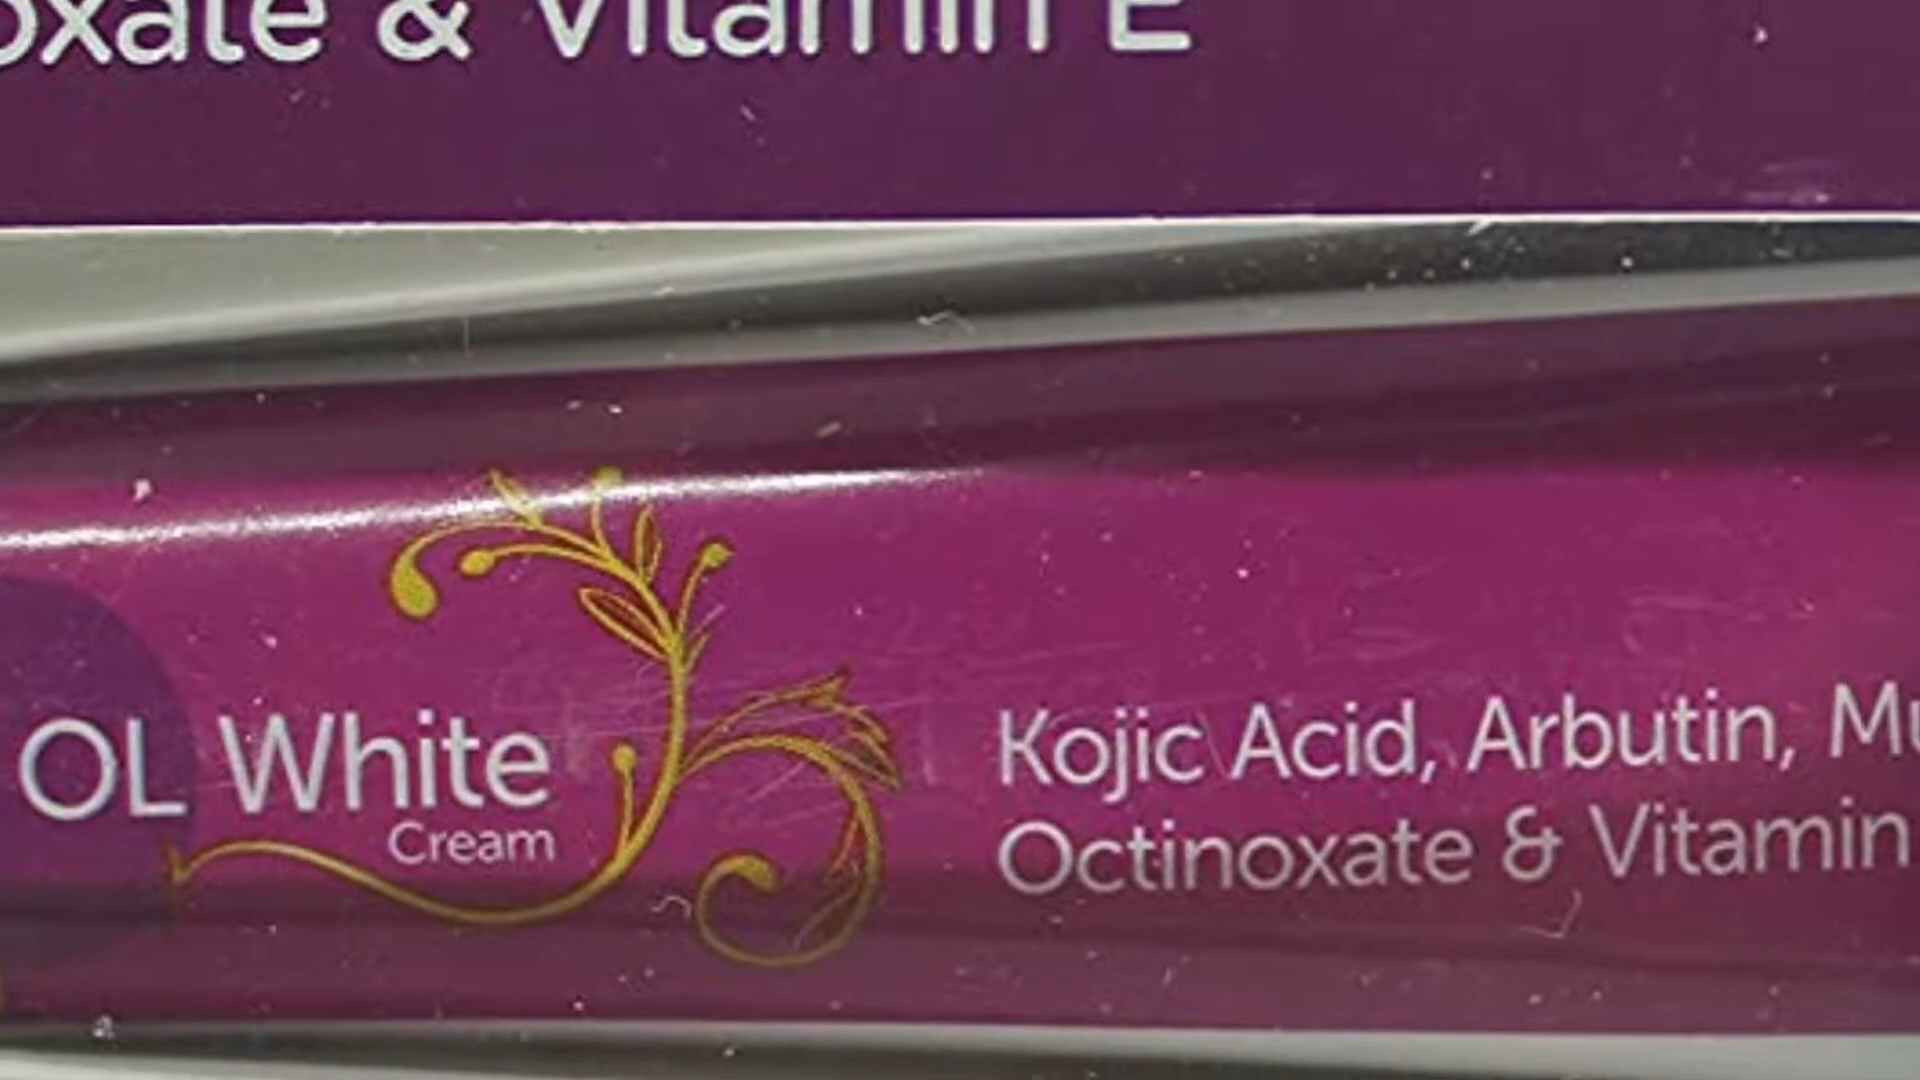 oxate & Vitamin E
OL White
Cream
Kojic Acid, Arbutin, Mu
Octinoxate & Vitamin